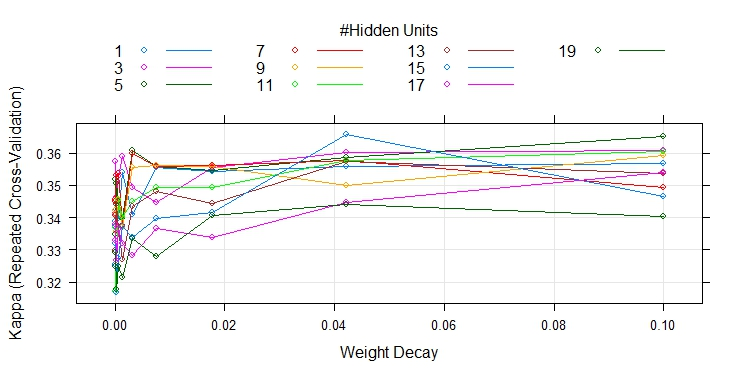 #Hidden Units
1 7 13 19
3 9 15
5 11 17
Kappa (Repeated Cross-Validation)
0.36
0.35
0.34
0.33
0.32
0.00 0.02 0.04 0.06 0.08 0.10
Weight Decay